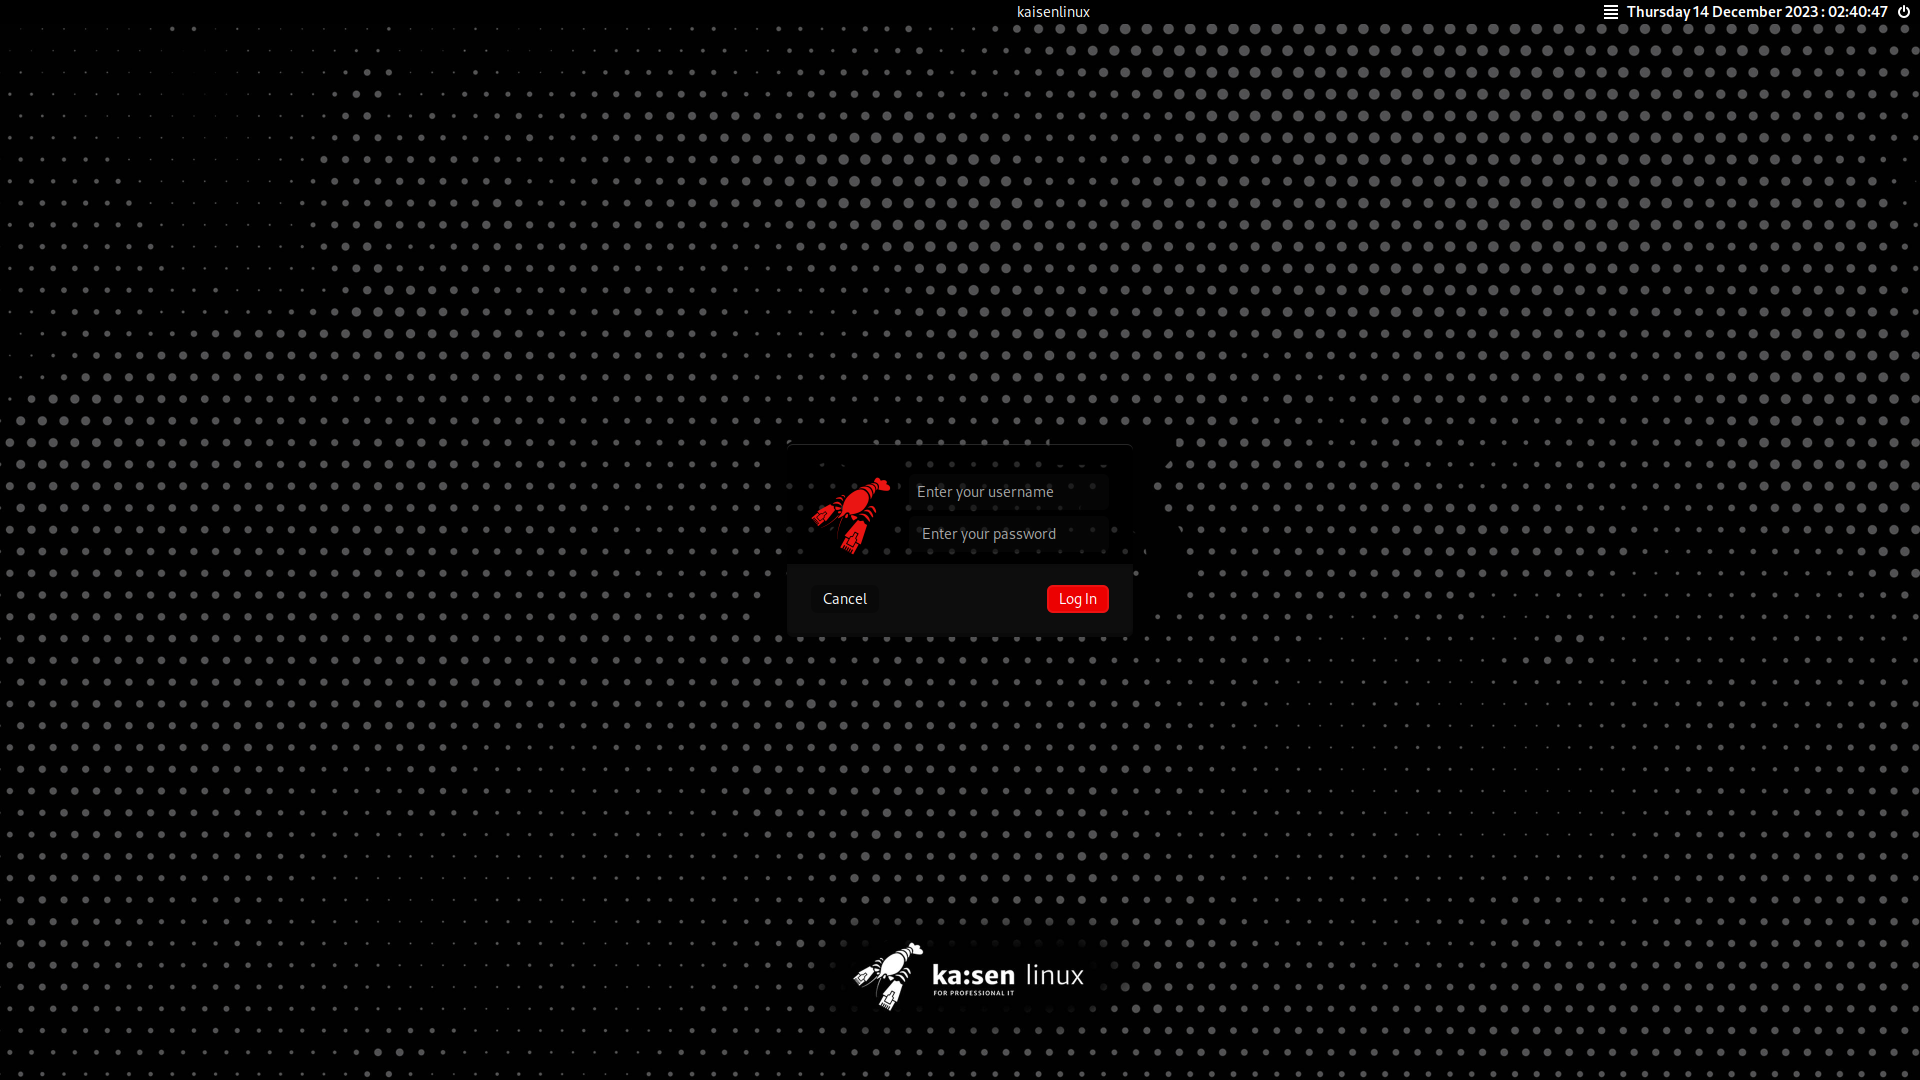 kaisenlinux
Thursday 14 December 2023 : 02:40:47
Enter your username
Enter your password
Cancel
Log In
ka:sen linux
FOR PROFESSIONAL IT